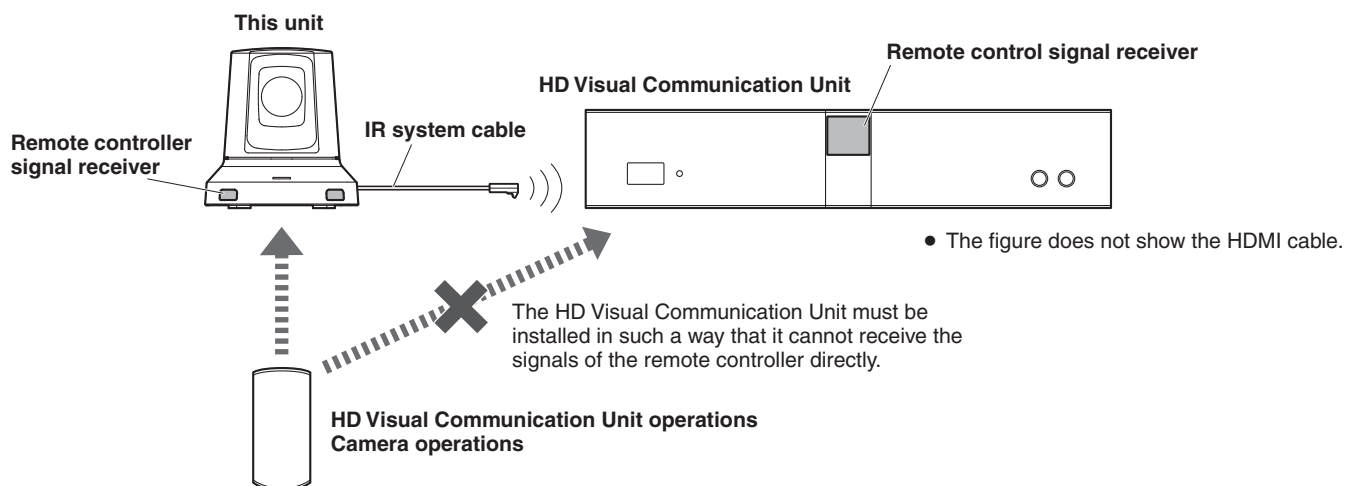 This unit
Remote control signal receiver
HD Visual Communication Unit
IR system cable
Remote controller
signal receiver
● The figure does not show the HDMI cable.
The HD Visual Communication Unit must be
installed in such a way that it cannot receive the
signals of the remote controller directly.
HD Visual Communication Unit operations
Camera operations